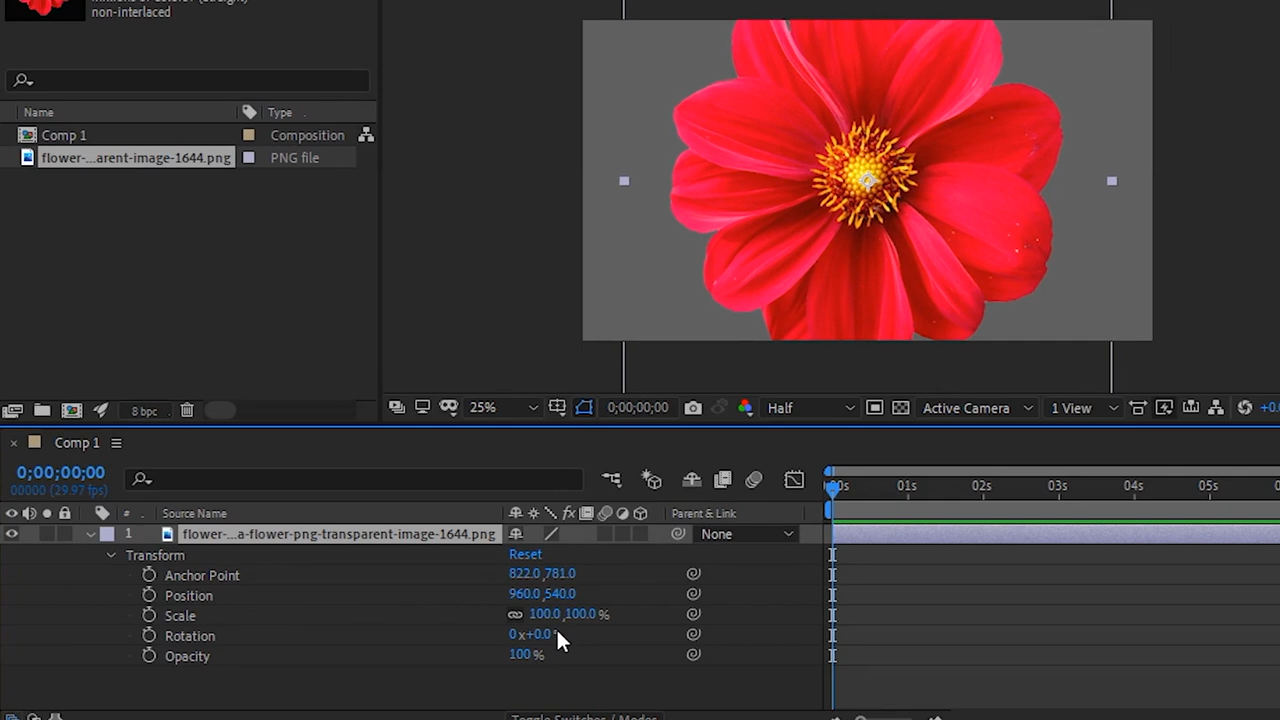 non-interlaced
Name Type
Comp 1 Composition
flower-...arent-image-1644.png PNG file
8 bpc 25% 0;00;00;00 Half Active Camera 1 View +0.0
Comp 1
0;00;00;00
00000 (29.97 fps) 00s 01s 02s 03s 04s 05s
# Source Name fx Parent & Link
1 flower-...a-flower-png-transparent-image-1644.png None
Transform Reset
Anchor Point 822.0,781.0
Position 960.0,540.0
Scale 100.0,100.0 %
Rotation 0 x+0.0 °
Opacity 100 %
Toggle Switches / Modes